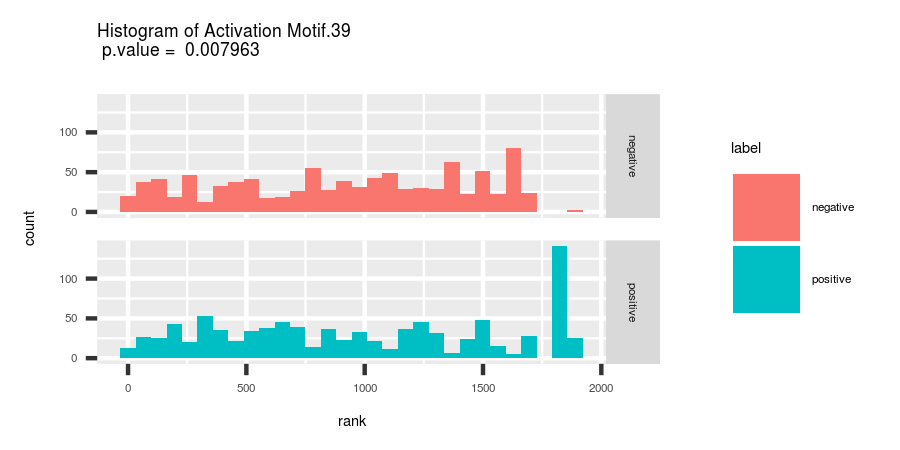 Histogram of Activation Motif.39
p.value = 0.007963
count
100
50
0
negative
100
50
0
positive
0 500 1000 1500 2000
rank
label
negative
positive